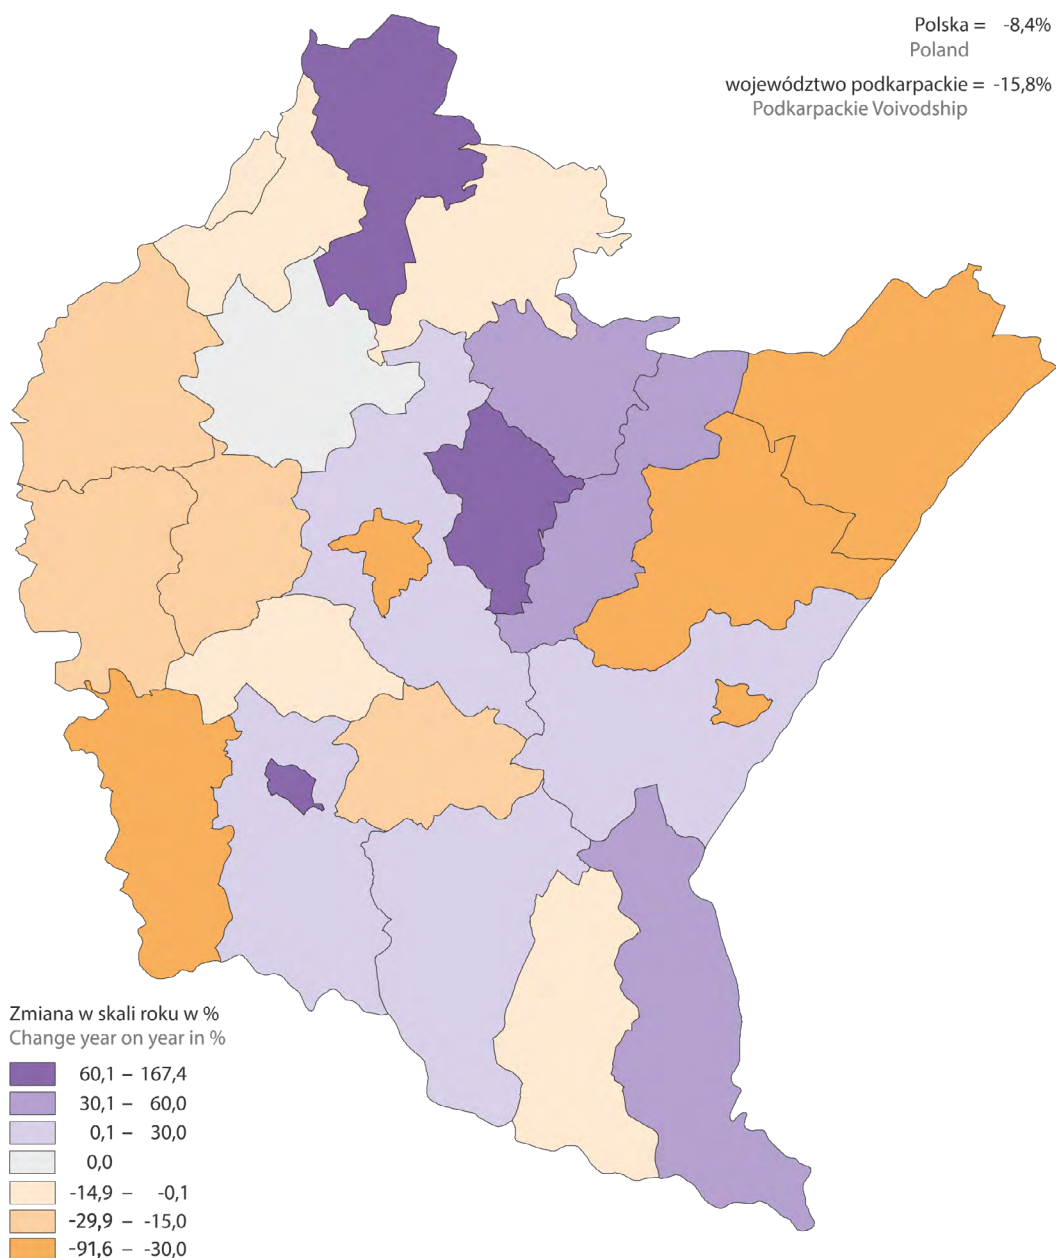 Polska = -8,4%
Poland
województwo podkarpackie = -15,8%
Podkarpackie Voivodship
Zmiana w skali roku w %
Change year on year in %
60,1 – 167,4
30,1 – 60,0
0,1 – 30,0
0,0
-14,9 – -0,1
-29,9 – -15,0
-91,6 – -30,0